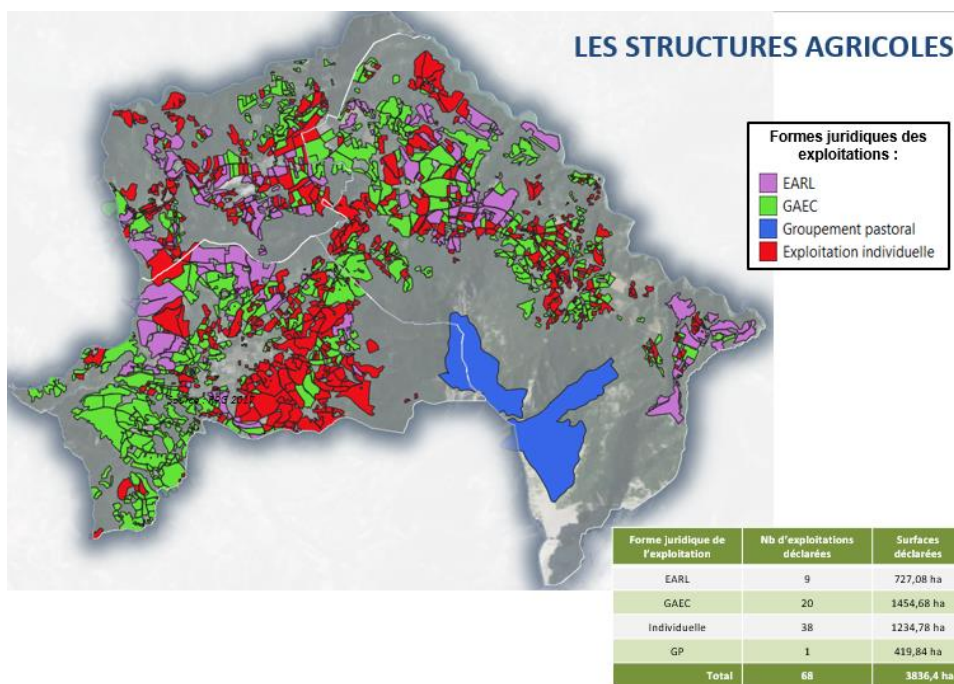 LES STRUCTURES AGRICOLES
Formes juridiques des
exploitations :
EARL
GAEC
Groupement pastoral
Exploitation individuelle
Forme juridique de l'exploitation Nb d'exploitations déclarées Surfaces déclarées
EARL 9 727,08 ha
GAEC 20 1454,68 ha
Individuelle 38 1234,78 ha
GP 1 419,84 ha
Total 68 3836,4 ha